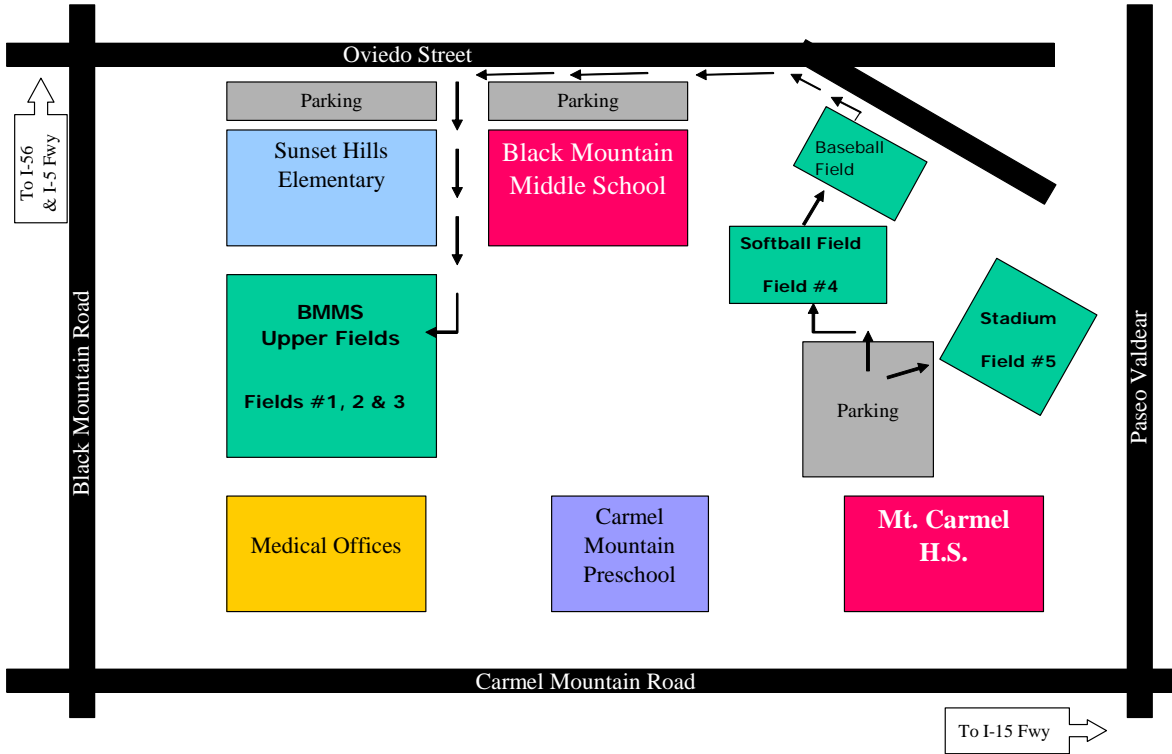 Oviedo Street
To I-56
& I-5 Fwy
Parking
Parking
Sunset Hills
Elementary
Black Mountain
Middle School
Baseball
Field
Softball Field
Field #4
BMMS
Upper Fields
Fields #1, 2 & 3
Stadium
Field #5
Parking
Black Mountain Road
Paseo Valdear
Medical Offices
Carmel
Mountain
Preschool
Mt. Carmel
H.S.
Carmel Mountain Road
To I-15 Fwy